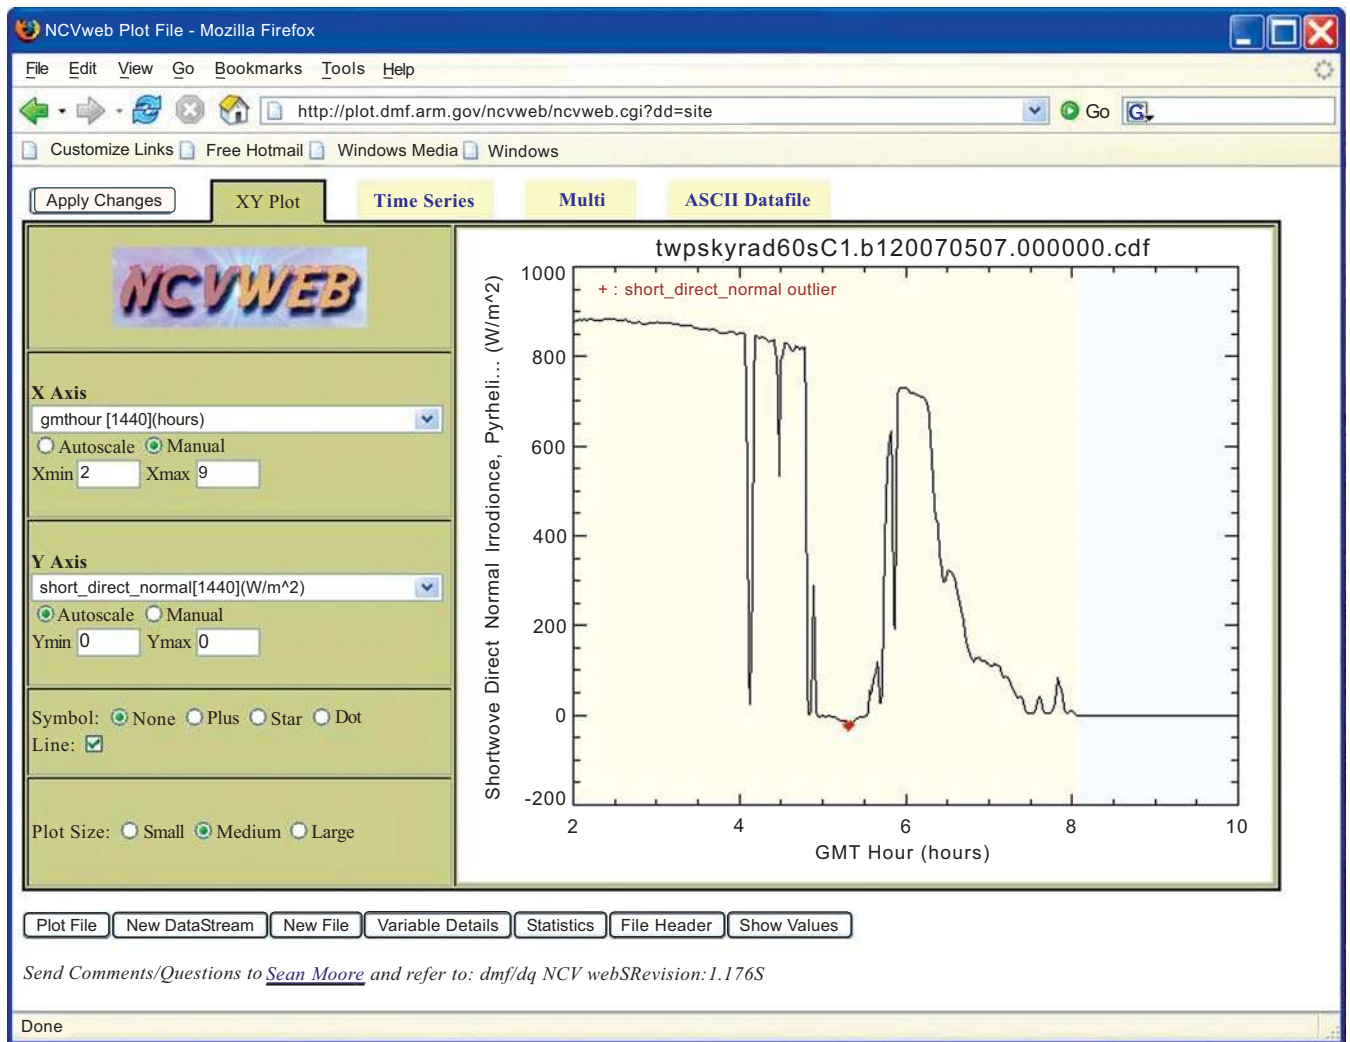 NCVweb Plot File - Mozilla Firefox
File Edit View Go Bookmarks Tools Help
http://plot.dmf.arm.gov/ncvweb/ncvweb.cgi?dd=site Go G
Customize Links Free Hotmail Windows Media Windows
Apply Changes XY Plot Time Series Multi ASCII Datafile
NCVWEB
X Axis
gmthour [1440](hours)
Autoscale Manual
Xmin 2 Xmax 9
Y Axis
short_direct_normal[1440](W/m^2)
Autoscale Manual
Ymin 0 Ymax 0
Symbol: None Plus Star Dot
Line:
Plot Size: Small Medium Large
twpskyrad60sC1.b120070507.000000.cdf
+ : short_direct_normal outlier
Shortwove Direct Normal Irrodionce, Pyrheli... (W/m^2)
1000
800
600
400
200
0
-200
2 4 6 8 10
GMT Hour (hours)
Plot File New DataStream New File Variable Details Statistics File Header Show Values
Send Comments/Questions to Sean Moore and refer to: dmf/dq NCV webSRevision:1.176S
Done